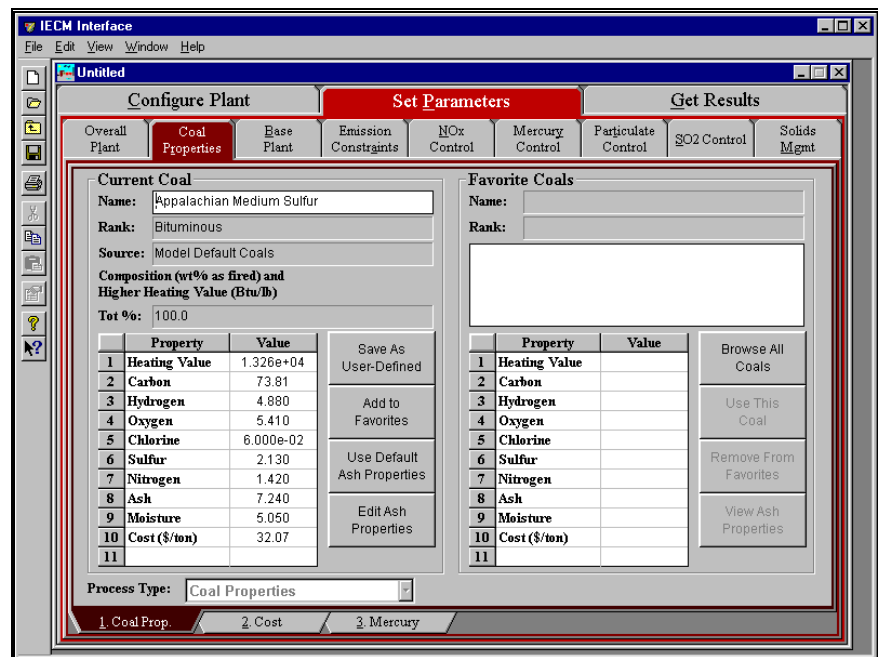 IECM Interface
File Edit View Window Help
Untitled
Configure Plant Set Parameters Get Results
Overall Plant Coal Properties Base Plant Emission Constraints NOx Control Mercury Control Particulate Control SO2 Control Solids Mgmt
Current Coal
Name: Appalachian Medium Sulfur
Rank: Bituminous
Source: Model Default Coals
Composition (wt% as fired) and
Higher Heating Value (Btu/lb)
Tot %: 100.0
Property Value
1 Heating Value 1.326e+04
2 Carbon 73.81
3 Hydrogen 4.880
4 Oxygen 5.410
5 Chlorine 6.000e-02
6 Sulfur 2.130
7 Nitrogen 1.420
8 Ash 7.240
9 Moisture 5.050
10 Cost ($/ton) 32.07
11
Save As
User-Defined
Add to
Favorites
Use Default
Ash Properties
Edit Ash
Properties
Favorite Coals
Name:
Rank:
Property Value
1 Heating Value
2 Carbon
3 Hydrogen
4 Oxygen
5 Chlorine
6 Sulfur
7 Nitrogen
8 Ash
9 Moisture
10 Cost ($/ton)
11
Browse All
Coals
Use This
Coal
Remove From
Favorites
View Ash
Properties
Process Type: Coal Properties
1. Coal Prop. 2. Cost 3. Mercury